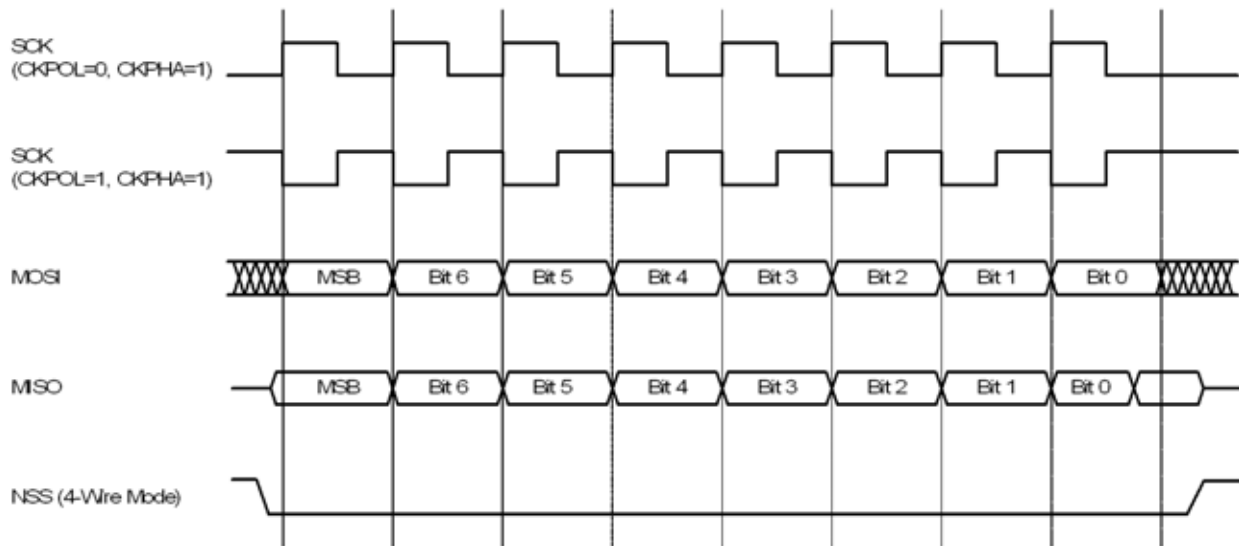 SCK
(CKPOL=0, CKPHA=1)
SCK
(CKPOL=1, CKPHA=1)
MOSI MSB Bit 6 Bit 5 Bit 4 Bit 3 Bit 2 Bit 1 Bit 0
MISO MSB Bit 6 Bit 5 Bit 4 Bit 3 Bit 2 Bit 1 Bit 0
NSS (4-Wire Mode)